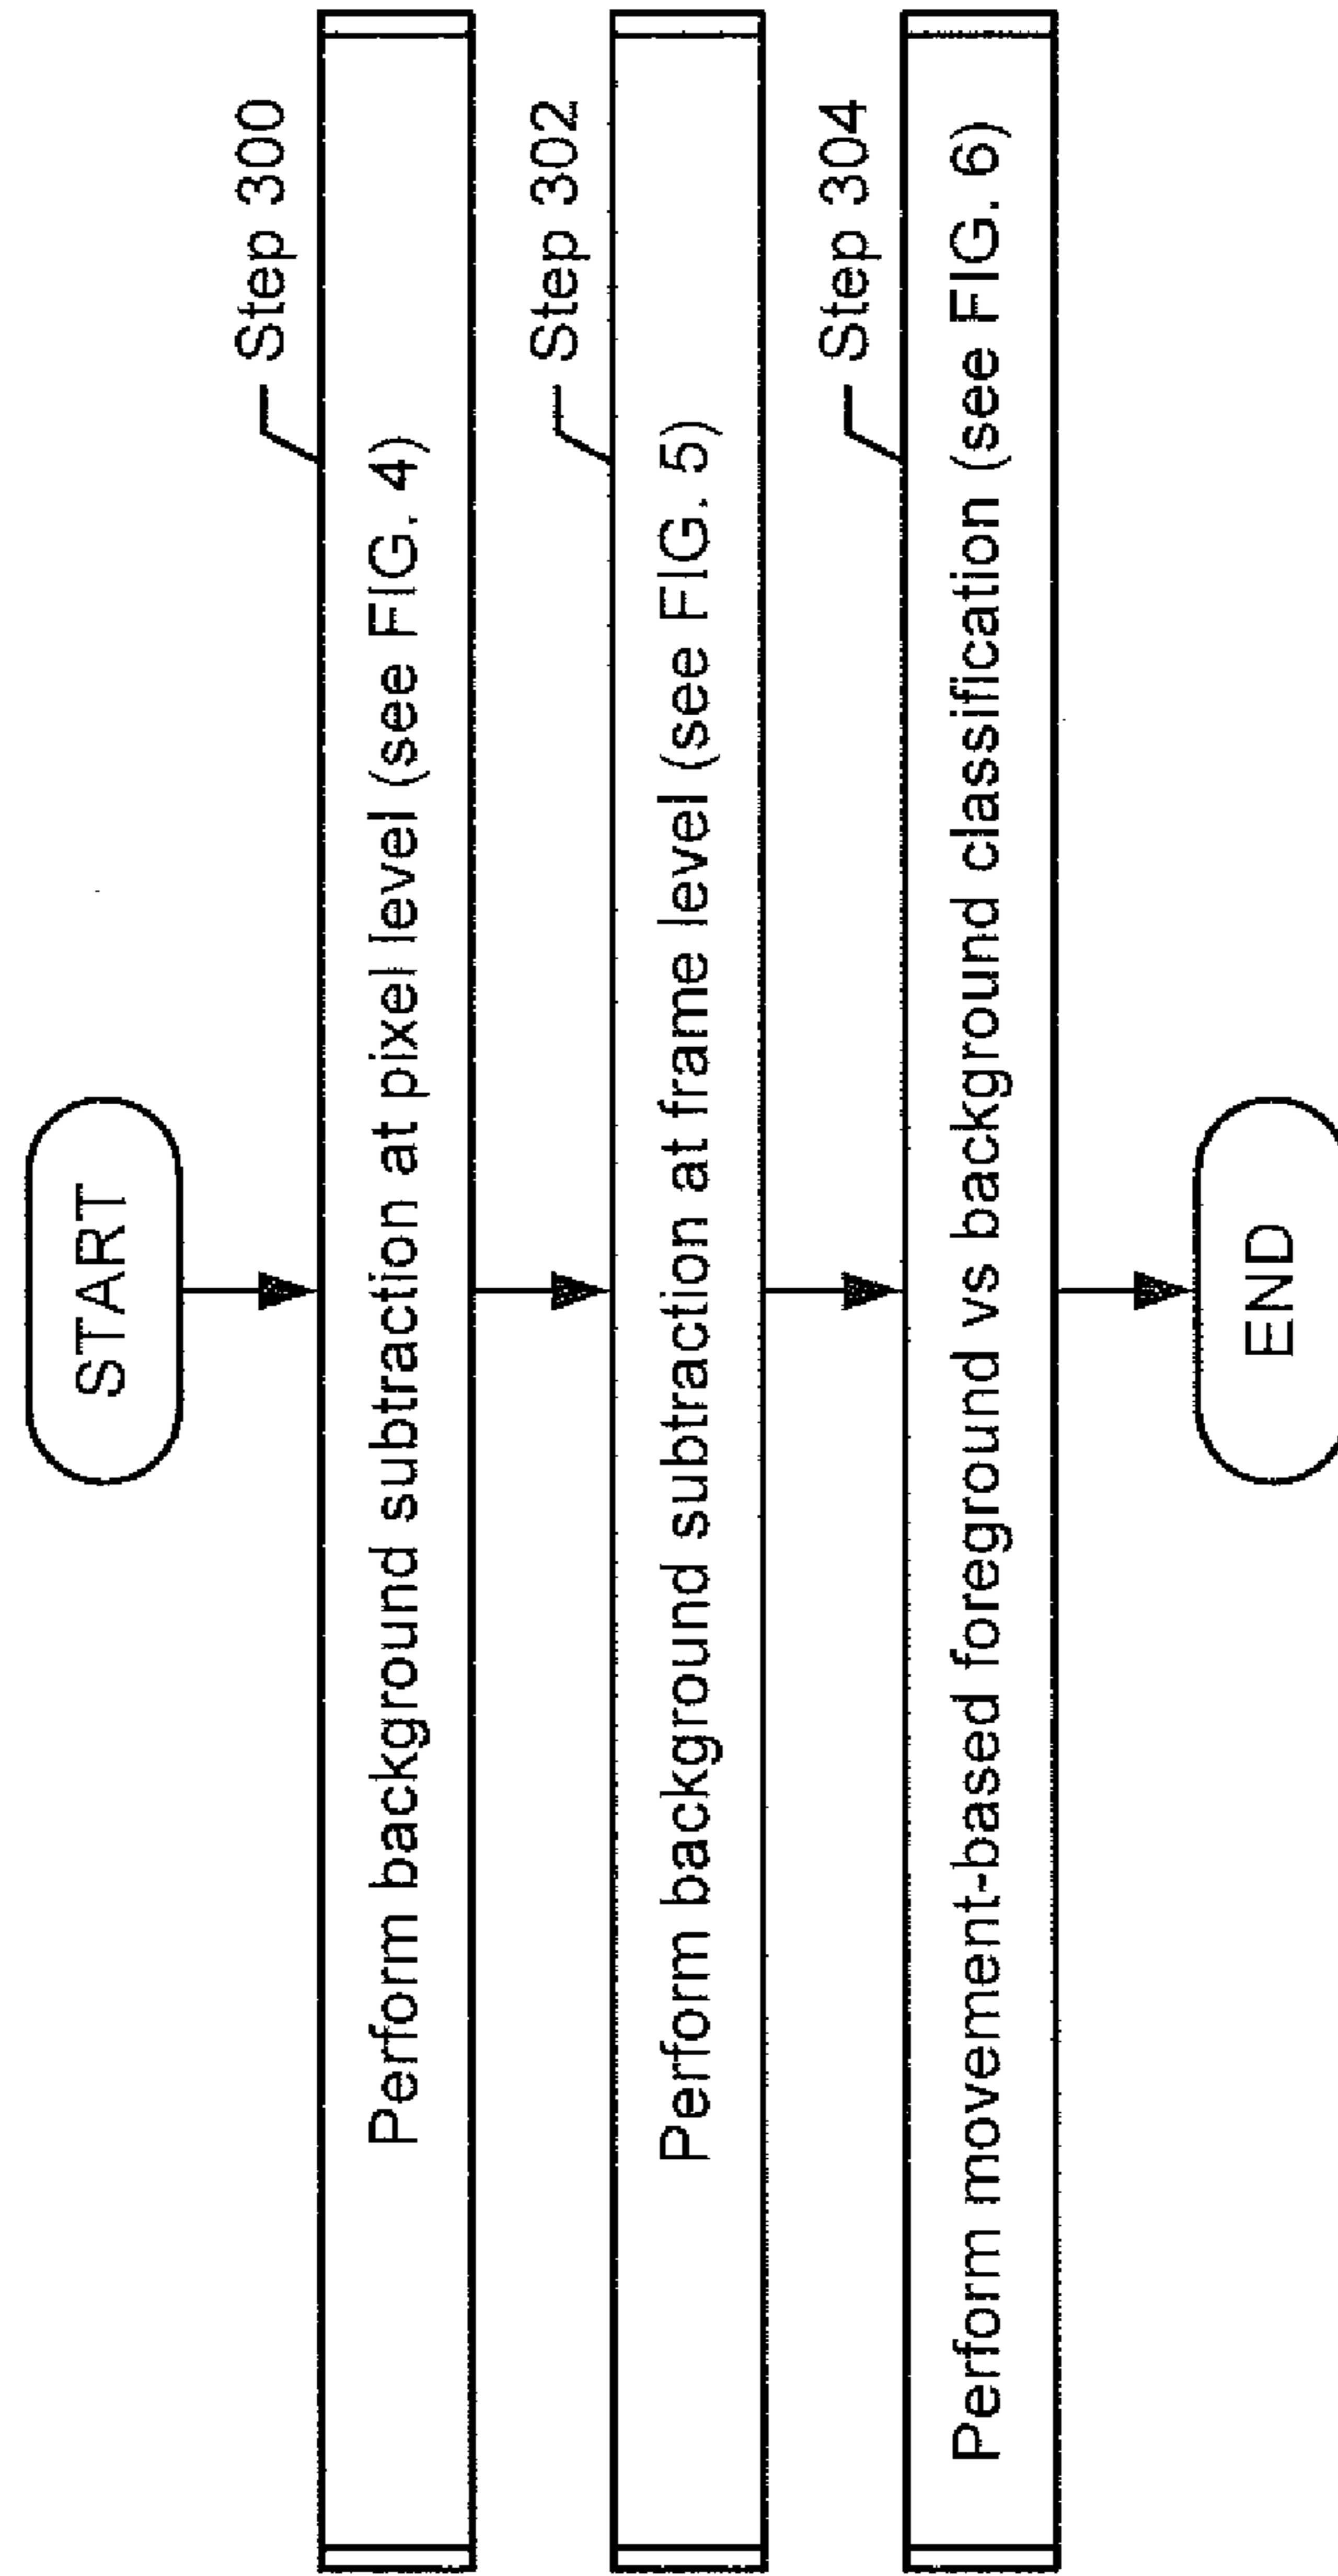 START
Step 300
Perform background subtraction at pixel level (see FIG. 4)
Step 302
Perform background subtraction at frame level (see FIG. 5)
Step 304
Perform movement-based foreground vs background classification (see FIG. 6)
END